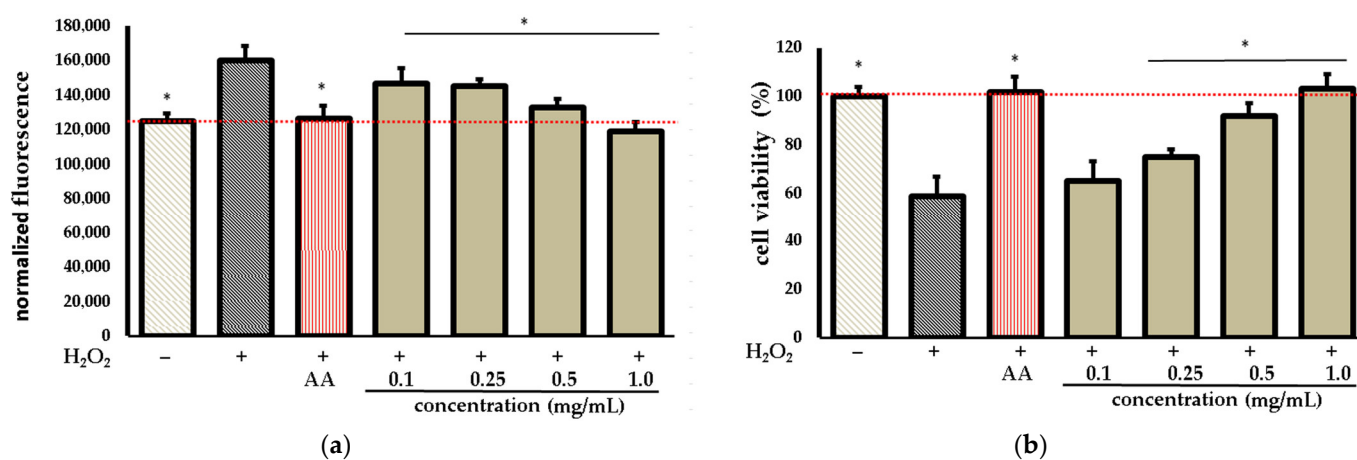 (a)
normalized fluorescence
180,000
160,000
140,000
120,000
100,000
80,000
60,000
40,000
20,000
0
* * *
H₂O₂ – + + + + + +
AA 0.1 0.25 0.5 1.0
concentration (mg/mL)
(b)
cell viability (%)
120
100
80
60
40
20
0
* * *
H₂O₂ – + + + + + +
AA 0.1 0.25 0.5 1.0
concentration (mg/mL)